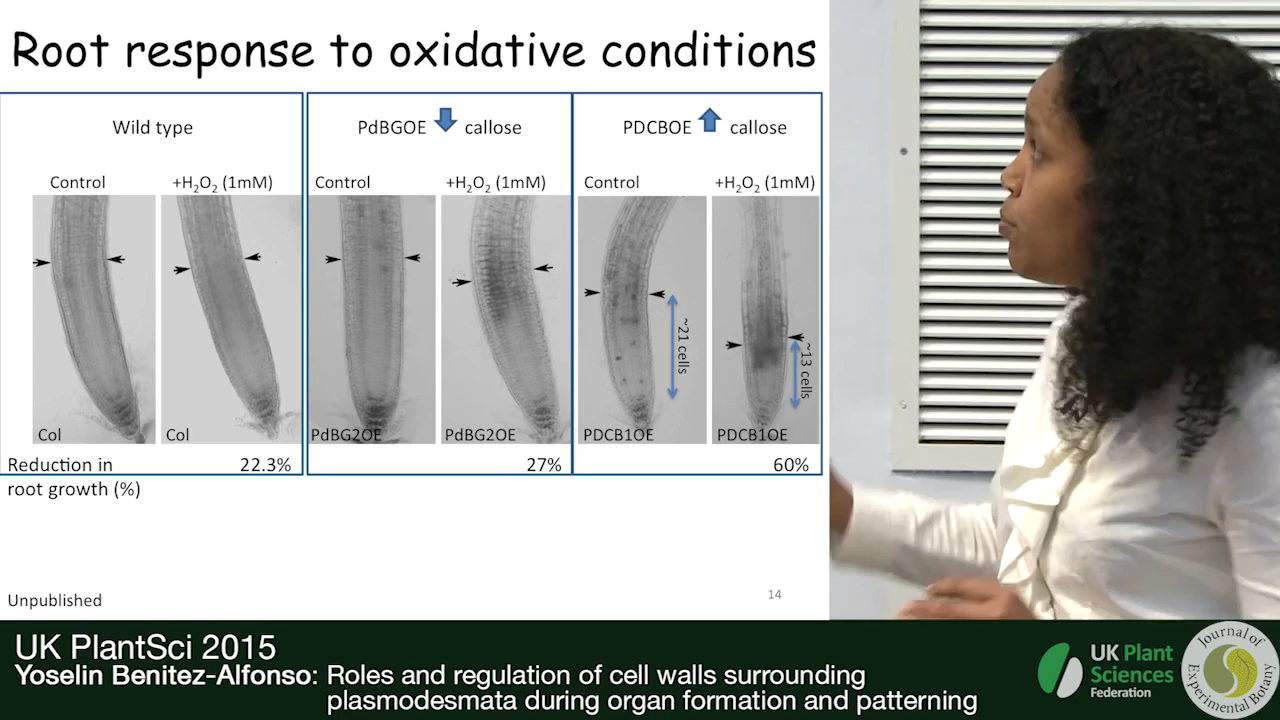 Root response to oxidative conditions
Wild type
PdBGOE callose
PDCBOE callose
Control
+H₂O₂ (1mM)
Control
+H₂O₂ (1mM)
Control
+H₂O₂ (1mM)
~21 cells
~13 cells
Col
Col
PdBG2OE
PdBG2OE
PDCB1OE
PDCB1OE
Reduction in
root growth (%)
22.3%
27%
60%
Unpublished
14
UK PlantSci 2015
Yoselin Benitez-Alfonso: Roles and regulation of cell walls surrounding
plasmodesmata during organ formation and patterning
UK Plant
Sciences
Federation
Journal of
Experimental Botany